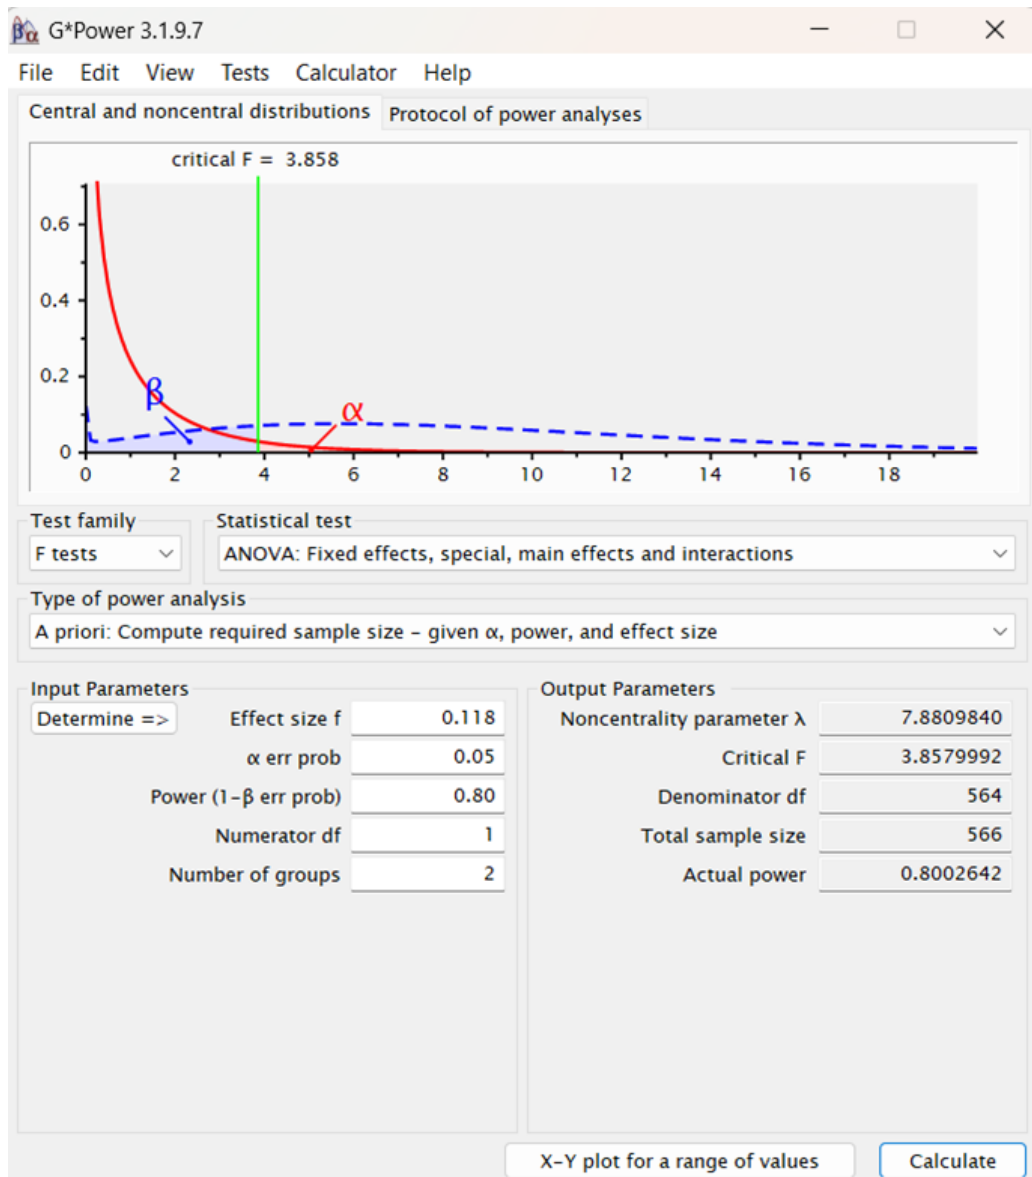 G*Power 3.1.9.7
File Edit View Tests Calculator Help
Central and noncentral distributions Protocol of power analyses
critical F = 3.858
0.6
0.4
0.2
0
β
α
0 2 4 6 8 10 12 14 16 18
Test family Statistical test
F tests ANOVA: Fixed effects, special, main effects and interactions
Type of power analysis
A priori: Compute required sample size – given α, power, and effect size
Input Parameters Output Parameters
Determine => Effect size f 0.118 Noncentrality parameter λ 7.8809840
α err prob 0.05 Critical F 3.8579992
Power (1-β err prob) 0.80 Denominator df 564
Numerator df 1 Total sample size 566
Number of groups 2 Actual power 0.8002642
X-Y plot for a range of values Calculate